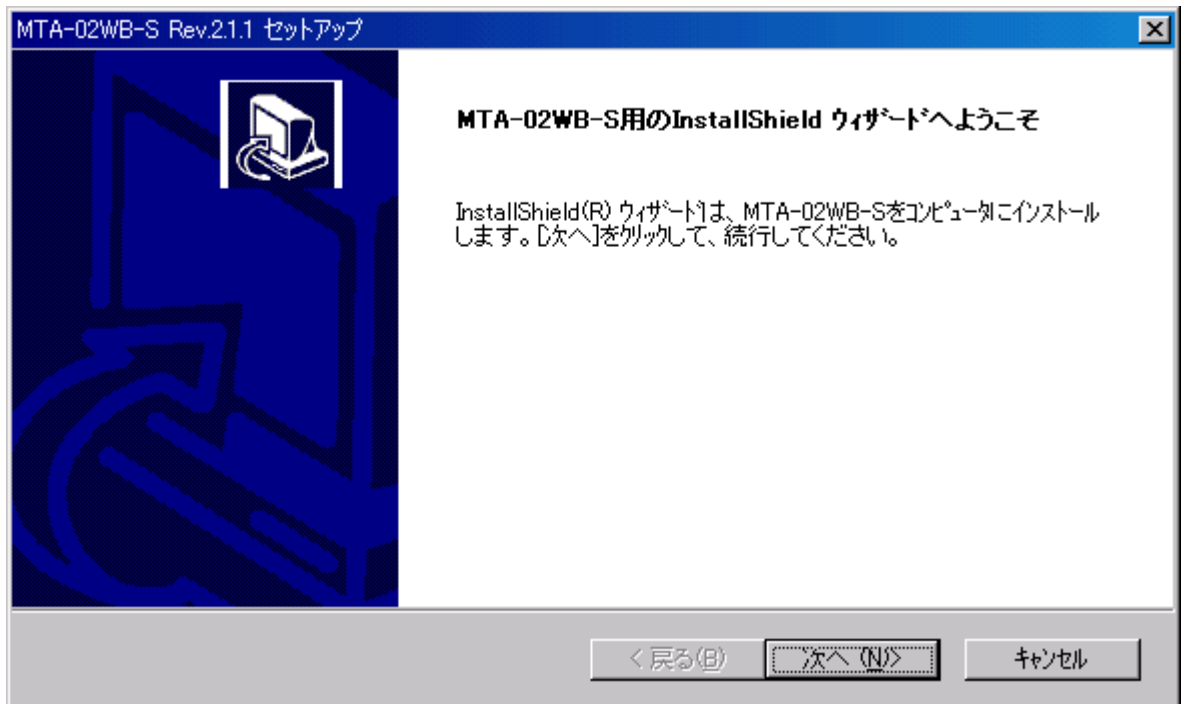 MTA-02WB-S Rev.2.1.1 セットアップ
MTA-02WB-S用のInstallShield ウィザードへようこそ
InstallShield(R) ウィザードは、MTA-02WB-Sをコンピュータにインストール
します。[次へ]をクリックして、続行してください。
< 戻る(B)
次へ (N)>
キャンセル